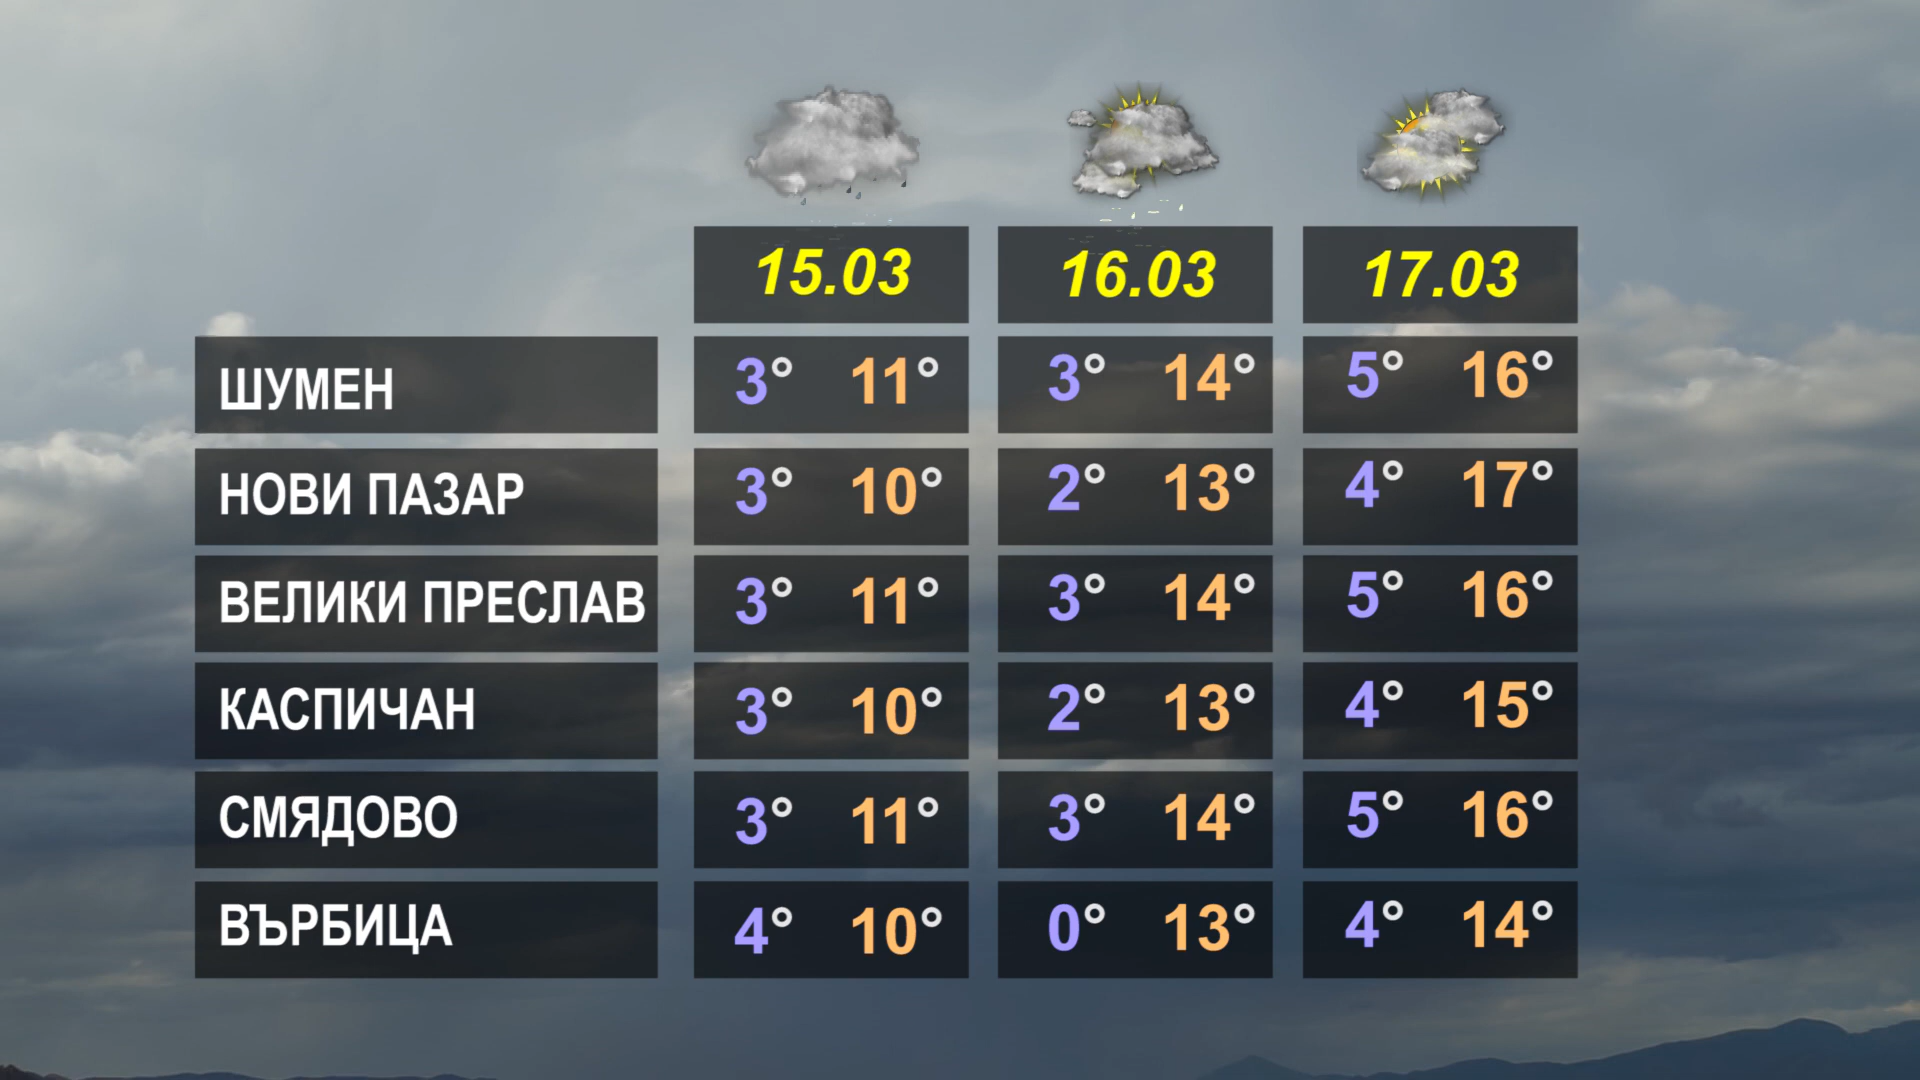 15.03 16.03 17.03
ШУМЕН 3° 11° 3° 14° 5° 16°
НОВИ ПАЗАР 3° 10° 2° 13° 4° 17°
ВЕЛИКИ ПРЕСЛАВ 3° 11° 3° 14° 5° 16°
КАСПИЧАН 3° 10° 2° 13° 4° 15°
СМЯДОВО 3° 11° 3° 14° 5° 16°
ВЪРБИЦА 4° 10° 0° 13° 4° 14°